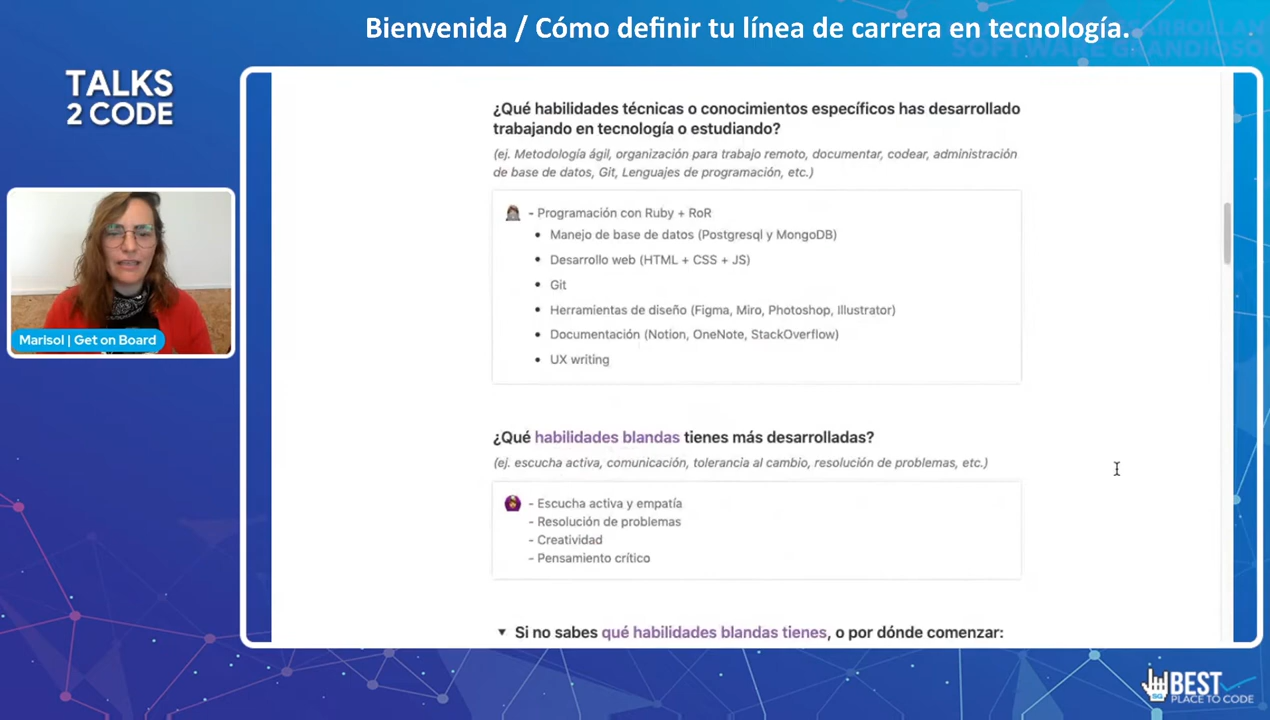 Bienvenida / Cómo definir tu línea de carrera en tecnología.
DESARROLLAN
SOFTWARE GRANDIOSO
TALKS
2 CODE
¿Qué habilidades técnicas o conocimientos específicos has desarrollado
trabajando en tecnología o estudiando?
(ej. Metodología ágil, organización para trabajo remoto, documentar, codear, administración
de base de datos, Git, Lenguajes de programación, etc.)
- Programación con Ruby + RoR
• Manejo de base de datos (Postgresql y MongoDB)
• Desarrollo web (HTML + CSS + JS)
• Git
• Herramientas de diseño (Figma, Miro, Photoshop, Illustrator)
• Documentación (Notion, OneNote, StackOverflow)
• UX writing
Marisol | Get on Board
¿Qué habilidades blandas tienes más desarrolladas?
(ej. escucha activa, comunicación, tolerancia al cambio, resolución de problemas, etc.)
- Escucha activa y empatía
- Resolución de problemas
- Creatividad
- Pensamiento crítico
▼ Si no sabes qué habilidades blandas tienes, o por dónde comenzar:
BEST
PLACE TO CODE